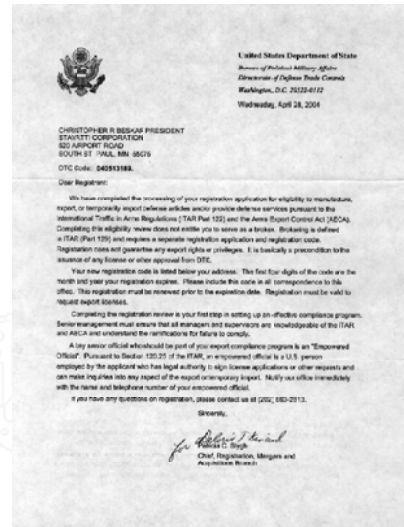 United States Department of State
Bureau of Political-Military Affairs
Directorate of Defense Trade Controls
Washington, D.C. 20522-0112
Wednesday, April 28, 2004
CHRISTOPHER R BESKAR PRESIDENT
STAVATTI CORPORATION
520 AIRPORT ROAD
SOUTH ST. PAUL, MN 55075
DTC Code:
Dear Registrant:
We have completed the processing of your registration application for eligibility to manufacture,
export, or temporarily import defense articles and/or provide defense services pursuant to the
International Traffic in Arms Regulations (ITAR Part 122) and the Arms Export Control Act (AECA).
Completing this eligibility review does not entitle you to serve as a broker. Brokering is defined
in ITAR (Part 129) and requires a separate registration application and registration code.
Registration does not guarantee any export rights or privileges. It is basically a precondition to the
issuance of any license or other approval from DTC.
Your new registration code is listed below your address. The first four digits of the code are the
month and year your registration expires. Please include this code in all correspondence to this
office. This registration must be renewed prior to the expiration date. Registration must be valid to
request export licenses.
Completing the registration review is your first step in setting up an effective compliance program.
Senior management must ensure that all managers and supervisors are knowledgeable of the ITAR
and AECA and understand the ramifications for failure to comply.
A key senior official who should be part of your export compliance program is an "Empowered
Official". Pursuant to Section 120.25 of the ITAR, an empowered official is a U.S. person
employed by the applicant who has legal authority to sign license applications or other requests and
can make inquiries into any aspect of the export or temporary import. Notify our office immediately
with the name and telephone number of your empowered official.
If you have any questions on registration, please contact us at (202)
Sincerely,
for
Chief, Registration, Mergers and
Acquisitions Branch